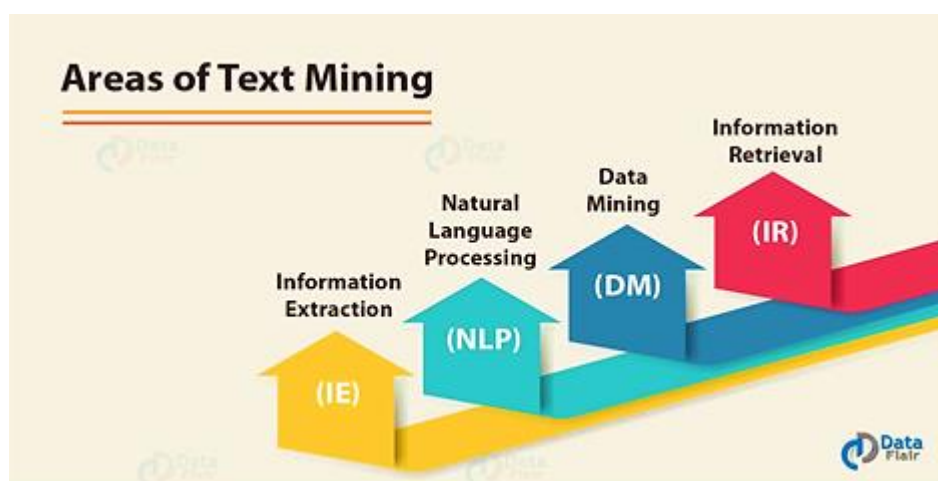 Areas of Text Mining
Information
Retrieval
(IR)
Data
Mining
(DM)
Natural
Language
Processing
(NLP)
Information
Extraction
(IE)
Data
Flair